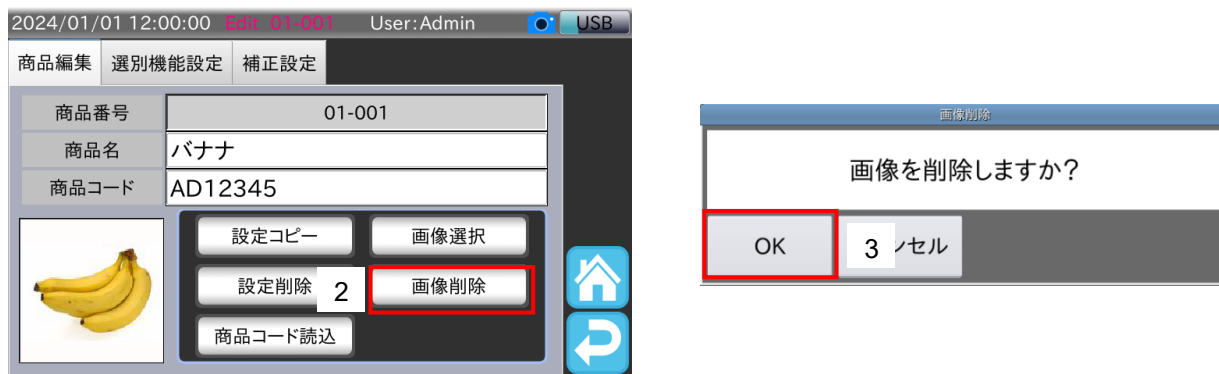 2024/01/01 12:00:00 Edit 01-001 User:Admin USB
商品編集 選別機能設定 補正設定
商品番号 01-001
商品名 バナナ
商品コード AD12345
設定コピー 画像選択
設定削除 2 画像削除
商品コード読込
画像削除
画像を削除しますか?
OK 3 ンセル